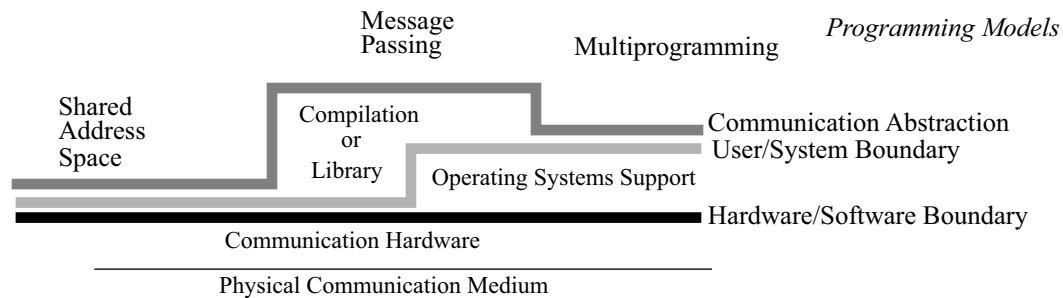 Message
Passing
Multiprogramming
Programming Models
Shared
Address
Space
Compilation
or
Library
Communication Abstraction
User/System Boundary
Operating Systems Support
Hardware/Software Boundary
Communication Hardware
Physical Communication Medium